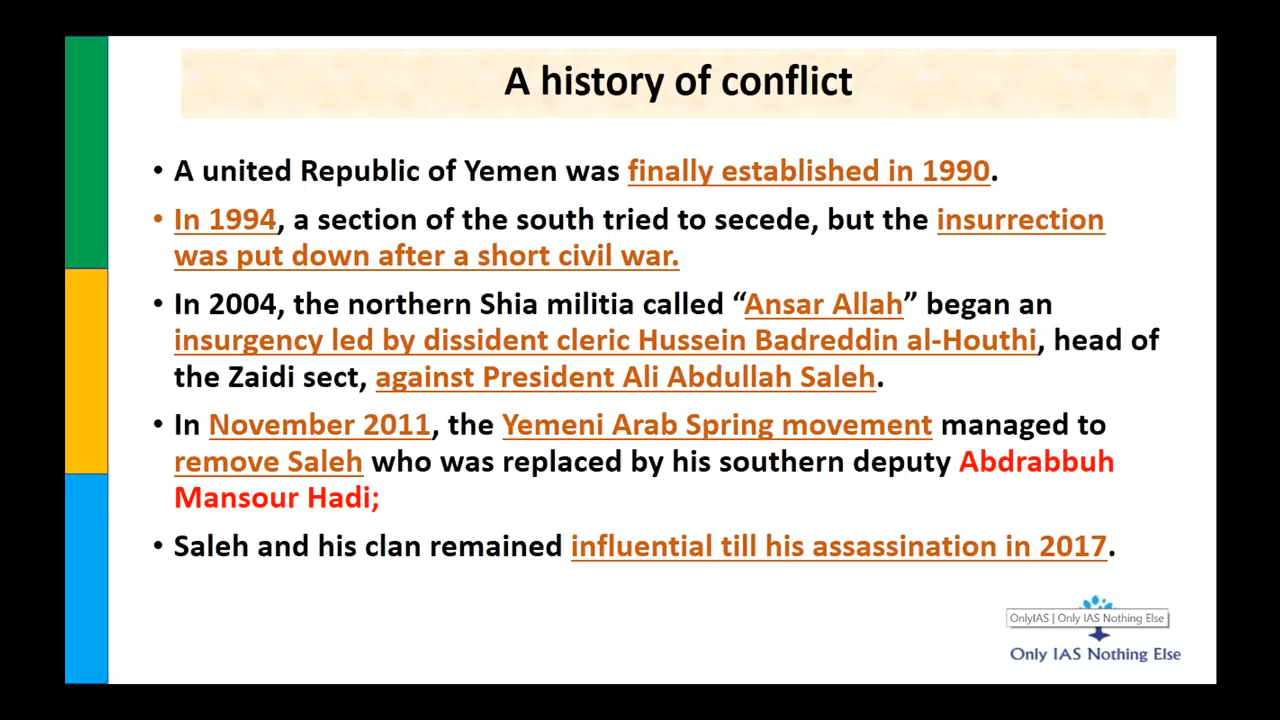 A history of conflict
• A united Republic of Yemen was finally established in 1990.
• In 1994, a section of the south tried to secede, but the insurrection
was put down after a short civil war.
• In 2004, the northern Shia militia called “Ansar Allah” began an
insurgency led by dissident cleric Hussein Badreddin al-Houthi, head of
the Zaidi sect, against President Ali Abdullah Saleh.
• In November 2011, the Yemeni Arab Spring movement managed to
remove Saleh who was replaced by his southern deputy Abdrabbuh
Mansour Hadi;
• Saleh and his clan remained influential till his assassination in 2017.
OnlyIAS | Only IAS Nothing Else
Only IAS Nothing Else